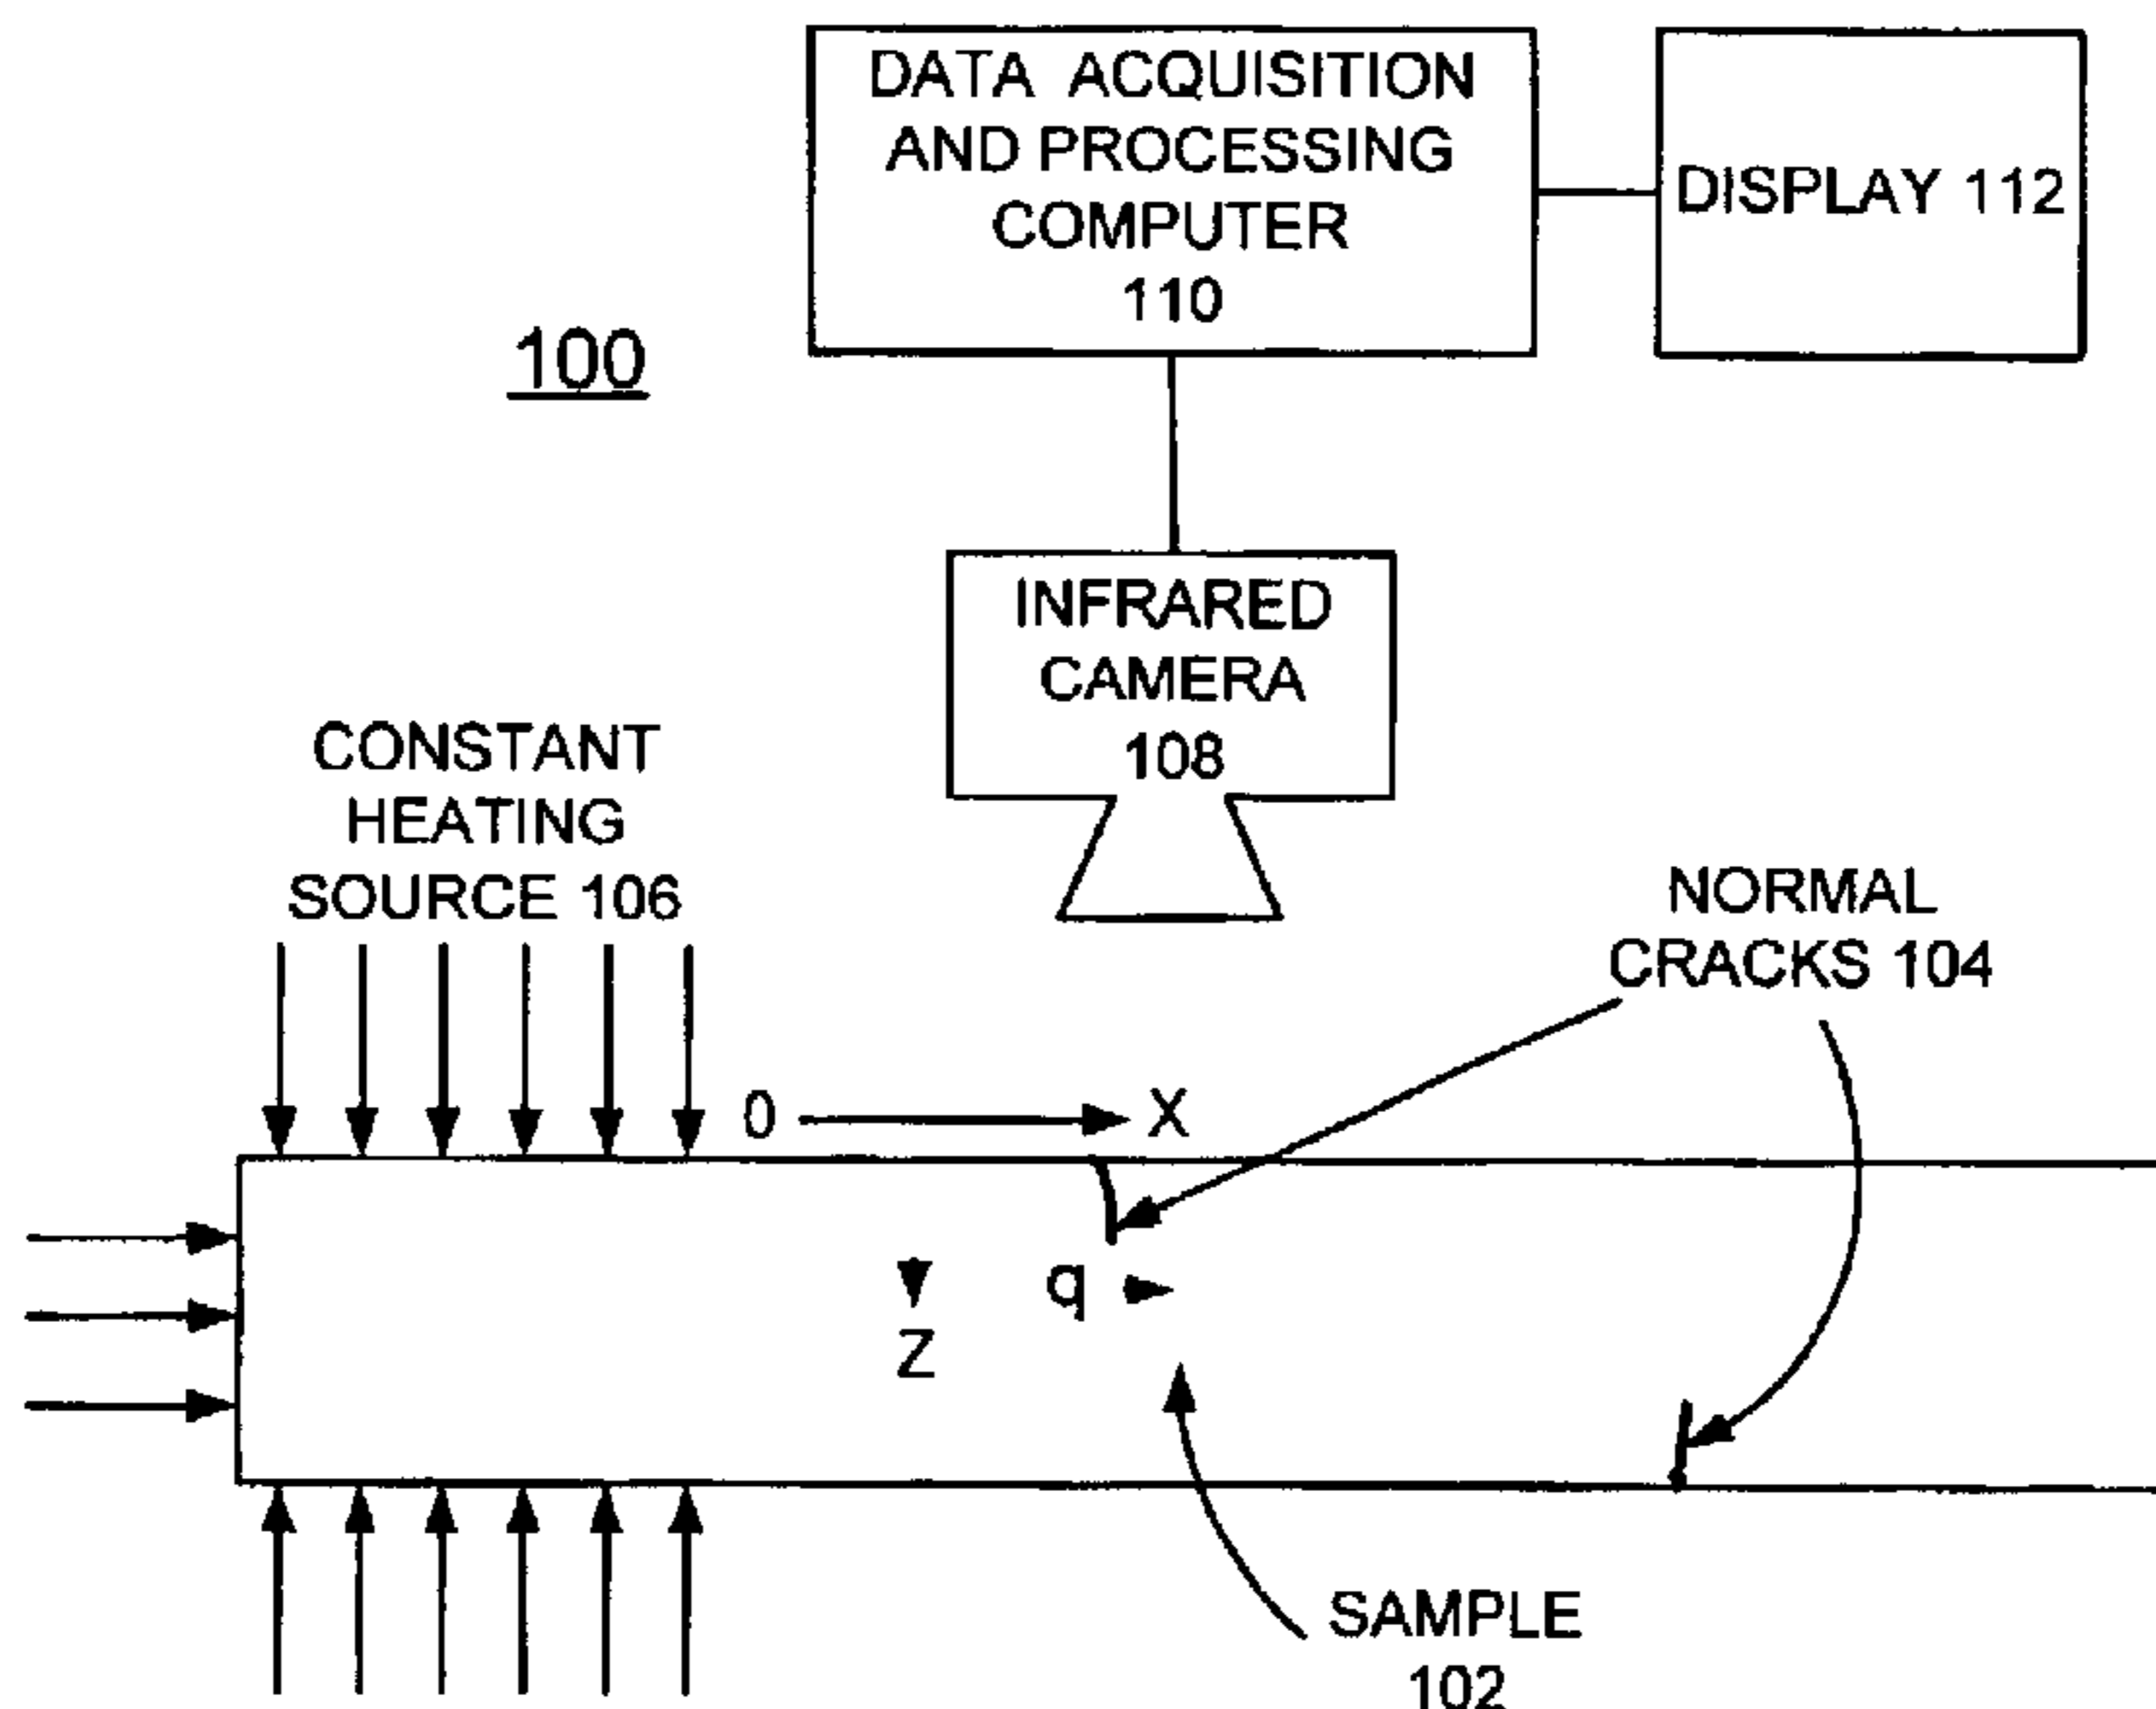 DATA ACQUISITION
AND PROCESSING
COMPUTER
110
DISPLAY 112
100
INFRARED
CAMERA
108
CONSTANT
HEATING
SOURCE 106
NORMAL
CRACKS 104
0
X
q
Z
SAMPLE
102